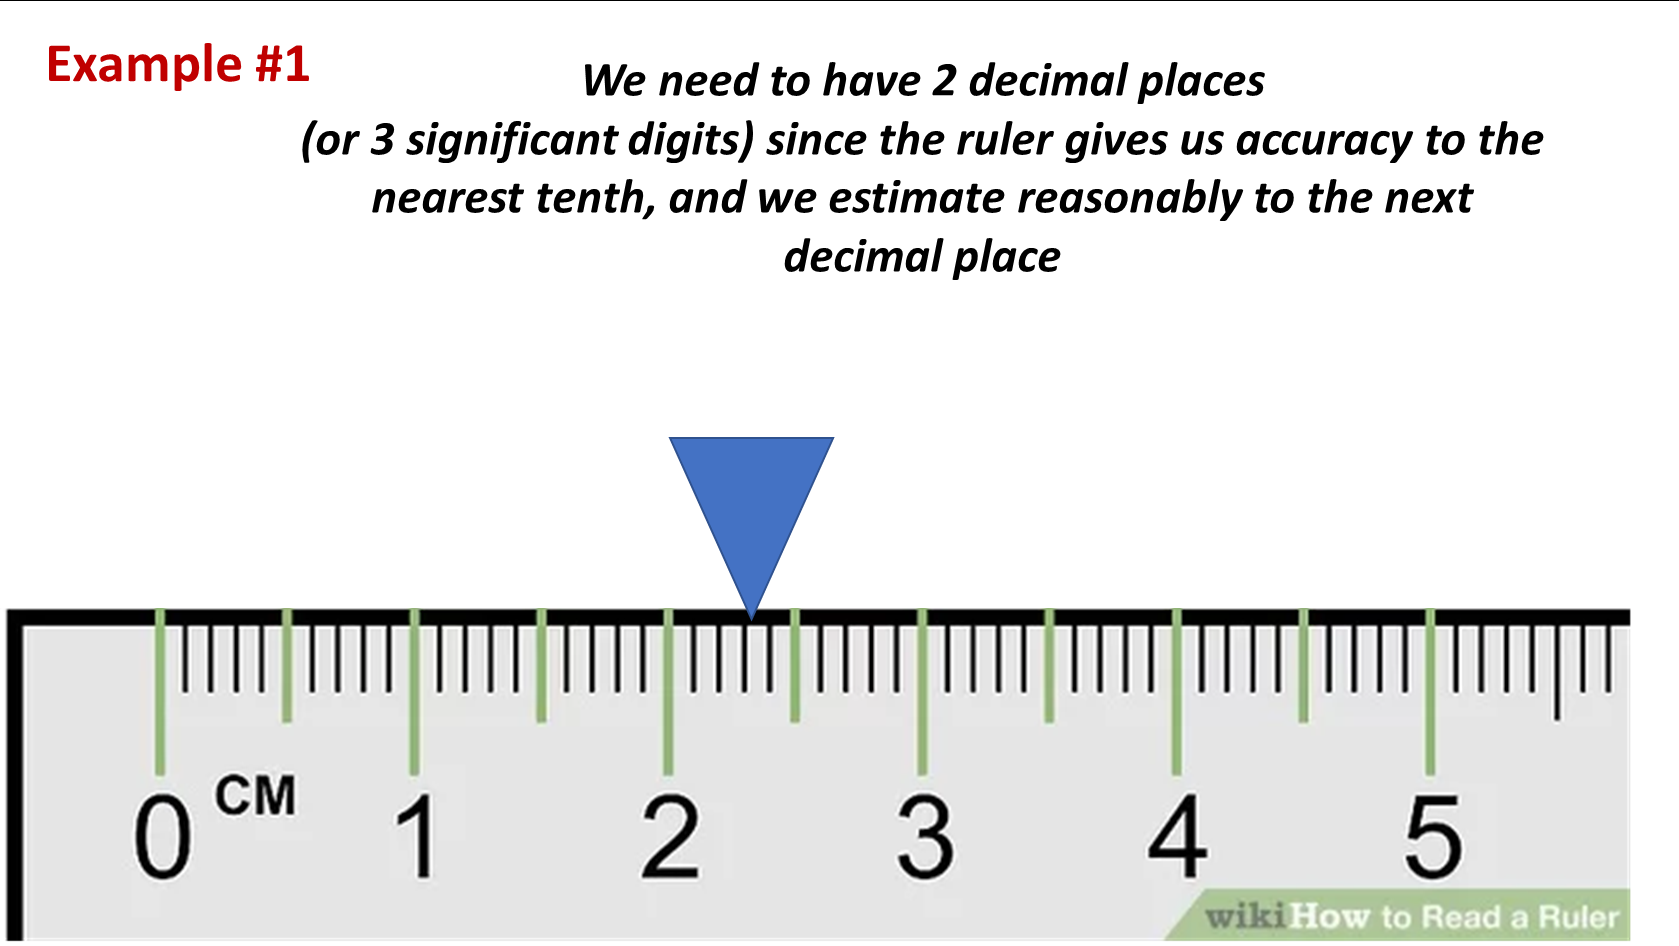 Example #1
We need to have 2 decimal places
(or 3 significant digits) since the ruler gives us accuracy to the
nearest tenth, and we estimate reasonably to the next
decimal place
CM
0 1 2 3 4 5
wikiHow to Read a Ruler